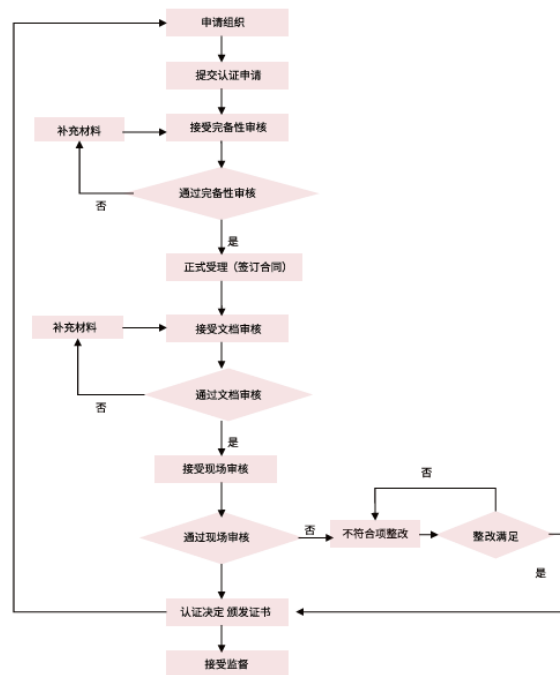 申请组织
提交认证申请
接受完备性审核
补充材料
通过完备性审核
否
是
正式受理（签订合同）
接受文档审核
补充材料
通过文档审核
否
是
接受现场审核
通过现场审核
否
不符合项整改
否
整改满足
是
认证决定 颁发证书
接受监督